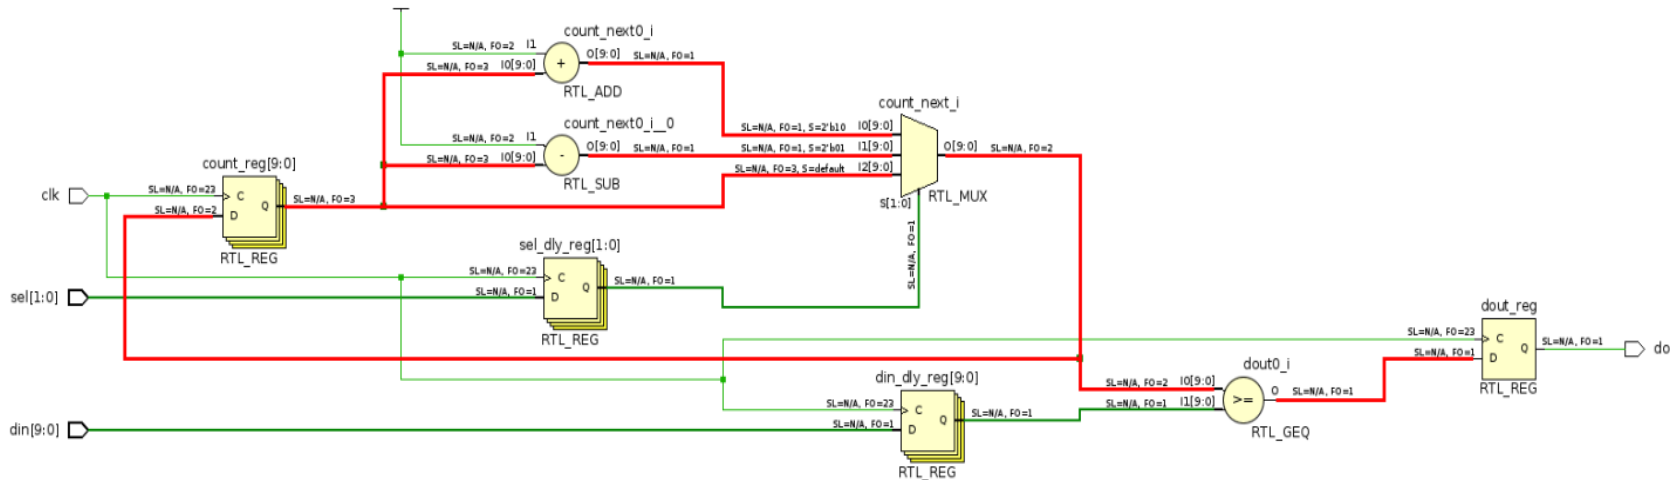 count_next0_i
SL=N/A, FO=2 I1
O[9:0] SL=N/A, FO=1
SL=N/A, FO=3 I0[9:0]
+
RTL_ADD
count_next_i
count_next0_i__0
SL=N/A, FO=1, S=2'b10 I0[9:0]
SL=N/A, FO=2 I1
O[9:0] SL=N/A, FO=1
SL=N/A, FO=1, S=2'b01 I1[9:0]
O[9:0] SL=N/A, FO=2
SL=N/A, FO=3 I0[9:0]
-
SL=N/A, FO=3, S=default I2[9:0]
RTL_SUB
count_reg[9:0]
clk
SL=N/A, FO=23 C
SL=N/A, FO=2 D
Q SL=N/A, FO=3
RTL_MUX
S[1:0]
SL=N/A, FO=1
RTL_REG
sel_dly_reg[1:0]
SL=N/A, FO=23 C
Q SL=N/A, FO=1
sel[1:0]
SL=N/A, FO=1 D
RTL_REG
dout_reg
SL=N/A, FO=23 C
Q SL=N/A, FO=1
do
SL=N/A, FO=1 D
RTL_REG
dout0_i
din_dly_reg[9:0]
SL=N/A, FO=2 I0[9:0]
O SL=N/A, FO=1
SL=N/A, FO=1 I1[9:0]
>=
RTL_GEQ
SL=N/A, FO=23 C
Q SL=N/A, FO=1
din[9:0]
SL=N/A, FO=1 D
RTL_REG